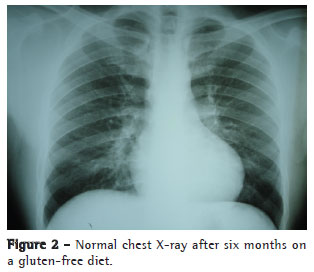 Figure 2 – Normal chest X-ray after six months on
a gluten-free diet.